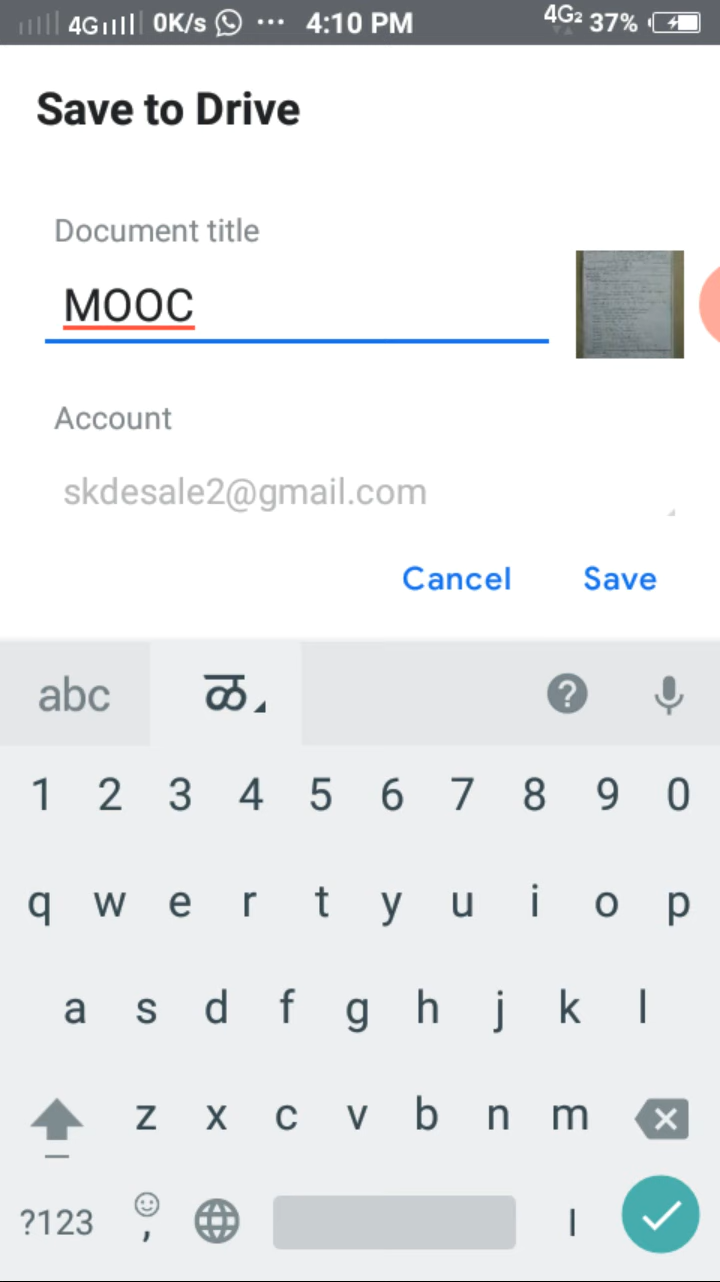 4G 0K/s ... 4:10 PM 4G2 37%
Save to Drive
Document title
MOOC
Account
skdesale2@gmail.com
Cancel Save
abc ळ ?
1 2 3 4 5 6 7 8 9 0
q w e r t y u i o p
a s d f g h j k l
z x c v b n m
?123 , |